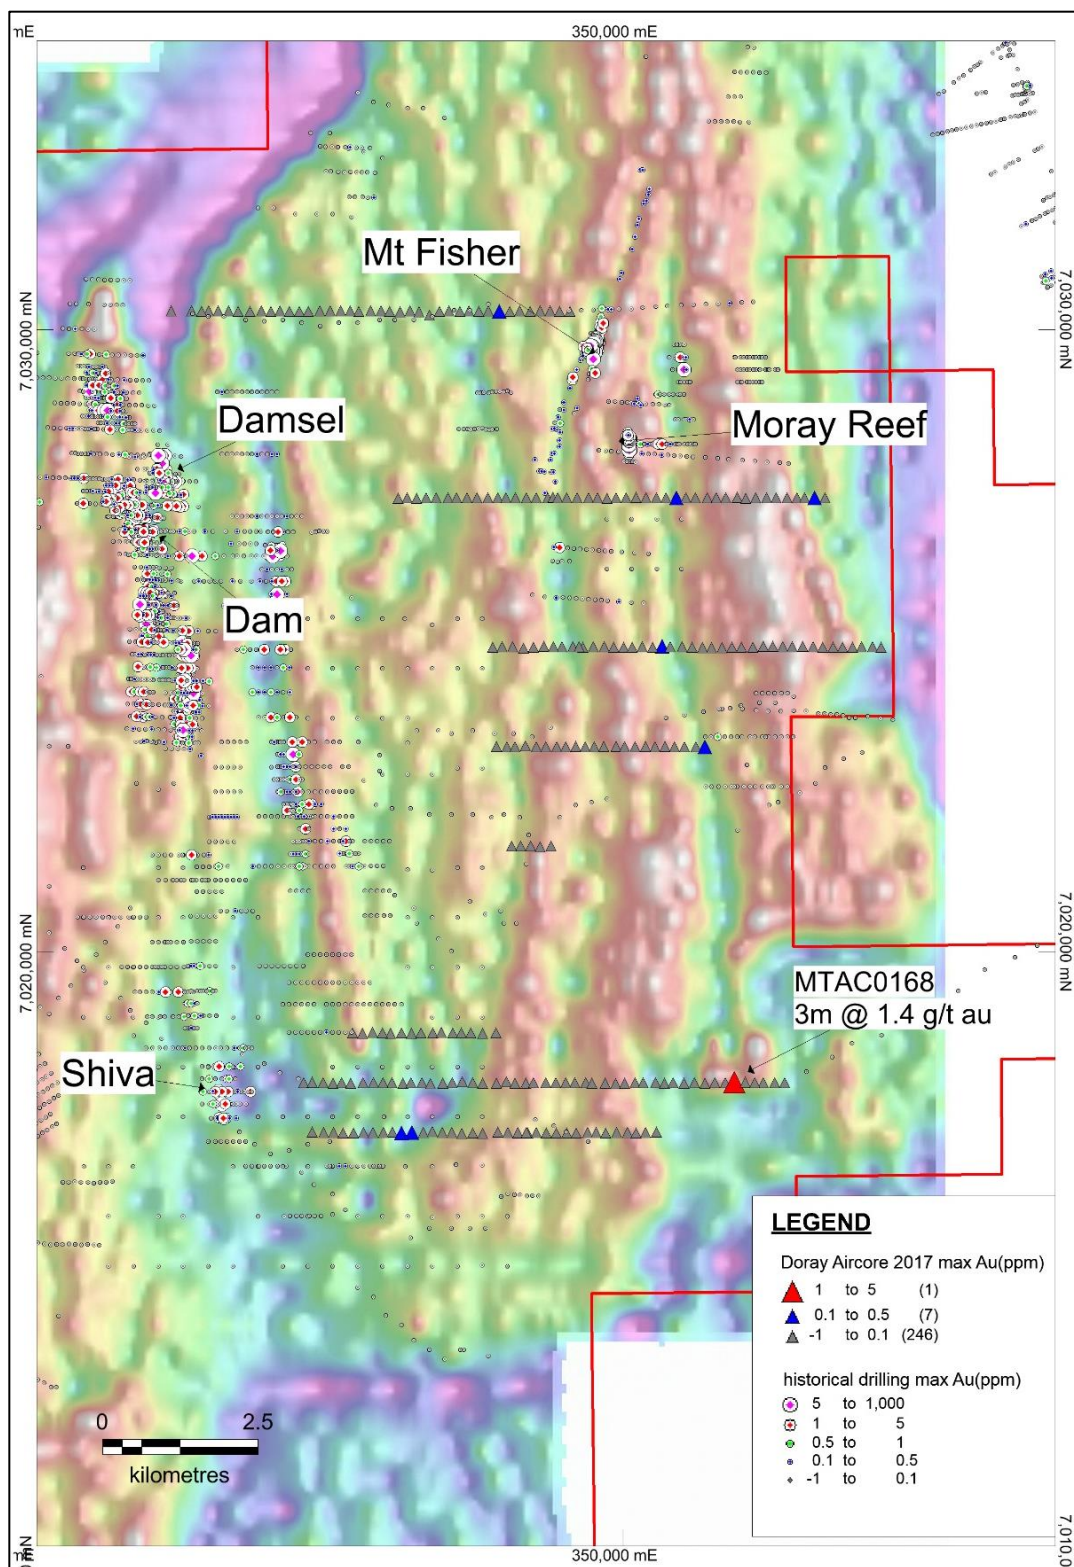 mE
350,000 mE
Mt Fisher
7,030,000 mN
7,030,000 mN
Damsel
Moray Reef
Dam
7,020,000 mN
7,020,000 mN
MTAC0168
3m @ 1.4 g/t au
Shiva
LEGEND
Doray Aircore 2017 max Au(ppm)
1 to 5 (1)
0.1 to 0.5 (7)
-1 to 0.1 (246)
historical drilling max Au(ppm)
5 to 1,000
1 to 5
0.5 to 1
0.1 to 0.5
-1 to 0.1
0 2.5
kilometres
350,000 mE
7,010,0